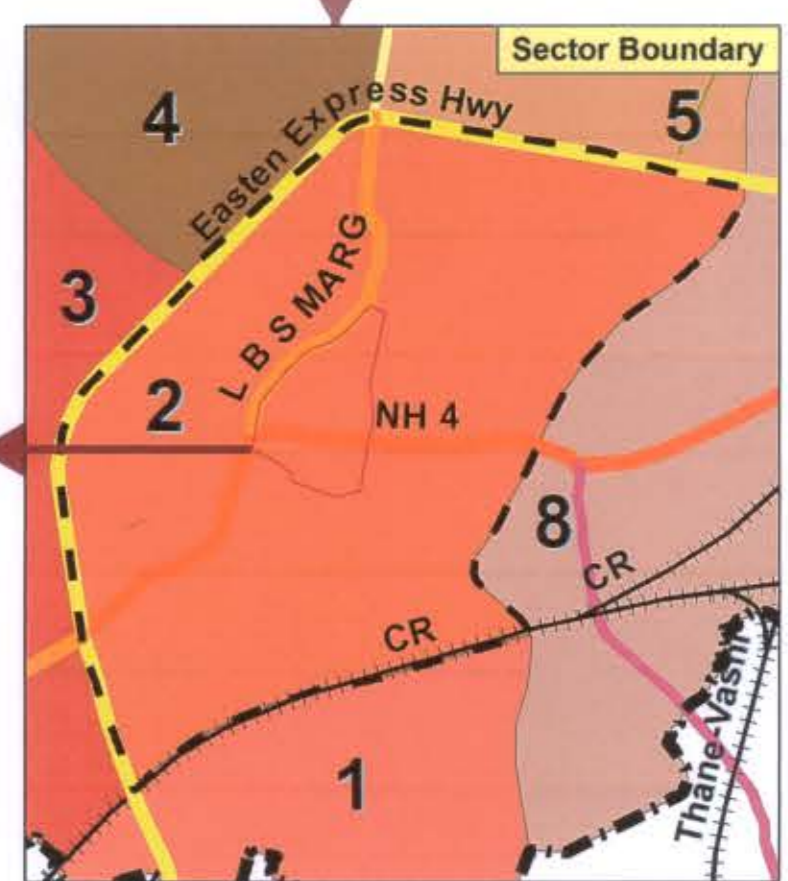 Sector Boundary
4
Easten Express Hwy
5
3
L B S MARG
2
NH 4
8
CR
CR
Thane-Vashi
1